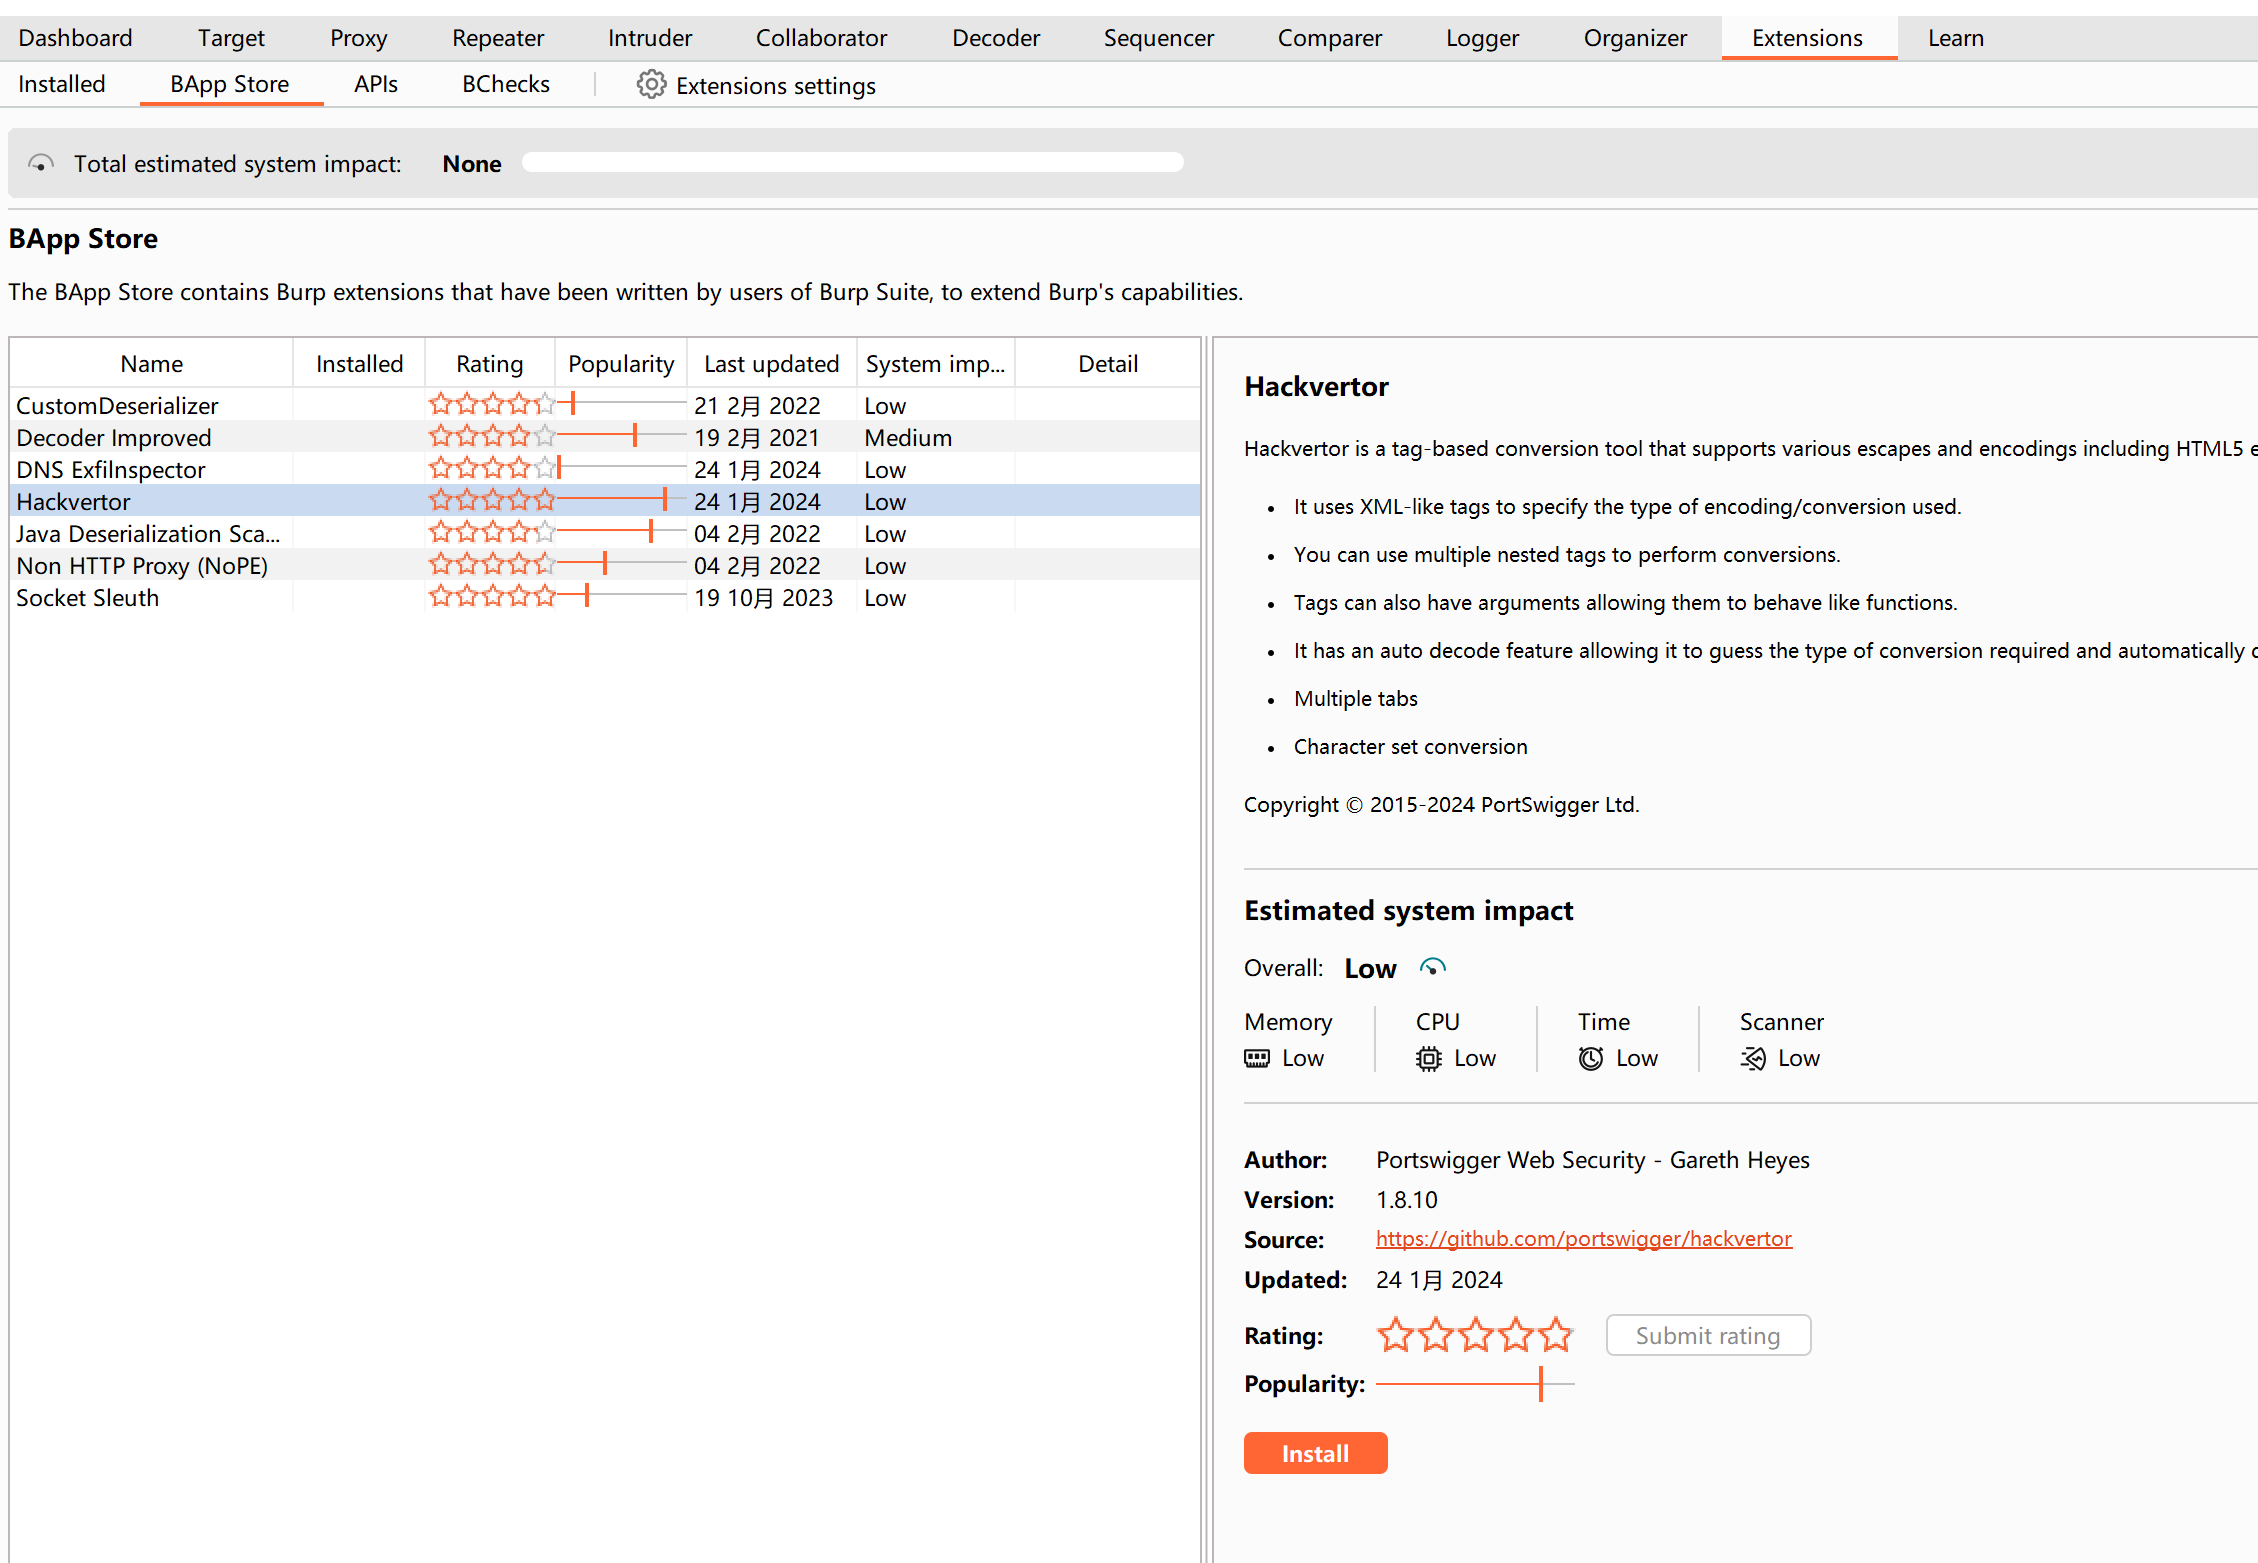 Dashboard Target Proxy Repeater Intruder Collaborator Decoder Sequencer Comparer Logger Organizer Extensions Learn
Installed BApp Store APIs BChecks Extensions settings
Total estimated system impact: None
BApp Store
The BApp Store contains Burp extensions that have been written by users of Burp Suite, to extend Burp's capabilities.
Name Installed Rating Popularity Last updated System imp... Detail
CustomDeserializer 21 2月 2022 Low
Decoder Improved 19 2月 2021 Medium
DNS ExfilnInspector 24 1月 2024 Low
Hackvertor 24 1月 2024 Low
Java Deserialization Sca... 04 2月 2022 Low
Non HTTP Proxy (NoPE) 04 2月 2022 Low
Socket Sleuth 19 10月 2023 Low
Hackvertor
Hackvertor is a tag-based conversion tool that supports various escapes and encodings including HTML5 e
• It uses XML-like tags to specify the type of encoding/conversion used.
• You can use multiple nested tags to perform conversions.
• Tags can also have arguments allowing them to behave like functions.
• It has an auto decode feature allowing it to guess the type of conversion required and automatically
• Multiple tabs
• Character set conversion
Copyright © 2015-2024 PortSwigger Ltd.
Estimated system impact
Overall: Low
Memory CPU Time Scanner
Low Low Low Low
Author: Portswigger Web Security - Gareth Heyes
Version: 1.8.10
Source: https://github.com/portswigger/hackvertor
Updated: 24 1月 2024
Rating: Submit rating
Popularity:
Install